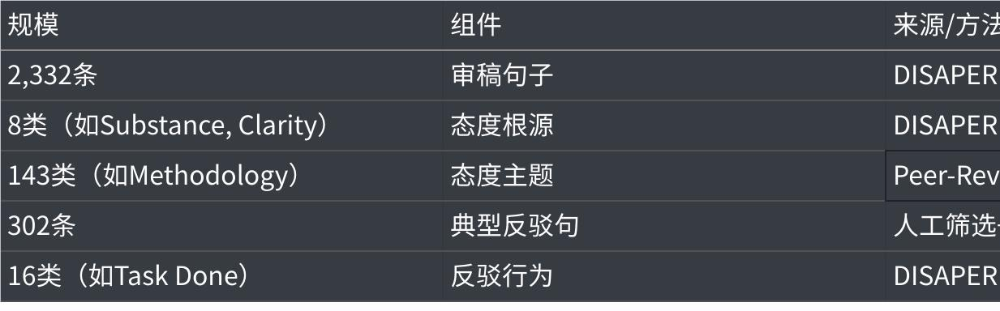 规模 组件 来源/方法
2,332条 审稿句子 DISAPER
8类（如Substance, Clarity） 态度根源 DISAPER
143类（如Methodology） 态度主题 Peer-Rev
302条 典型反驳句 人工筛选
16类（如Task Done） 反驳行为 DISAPER